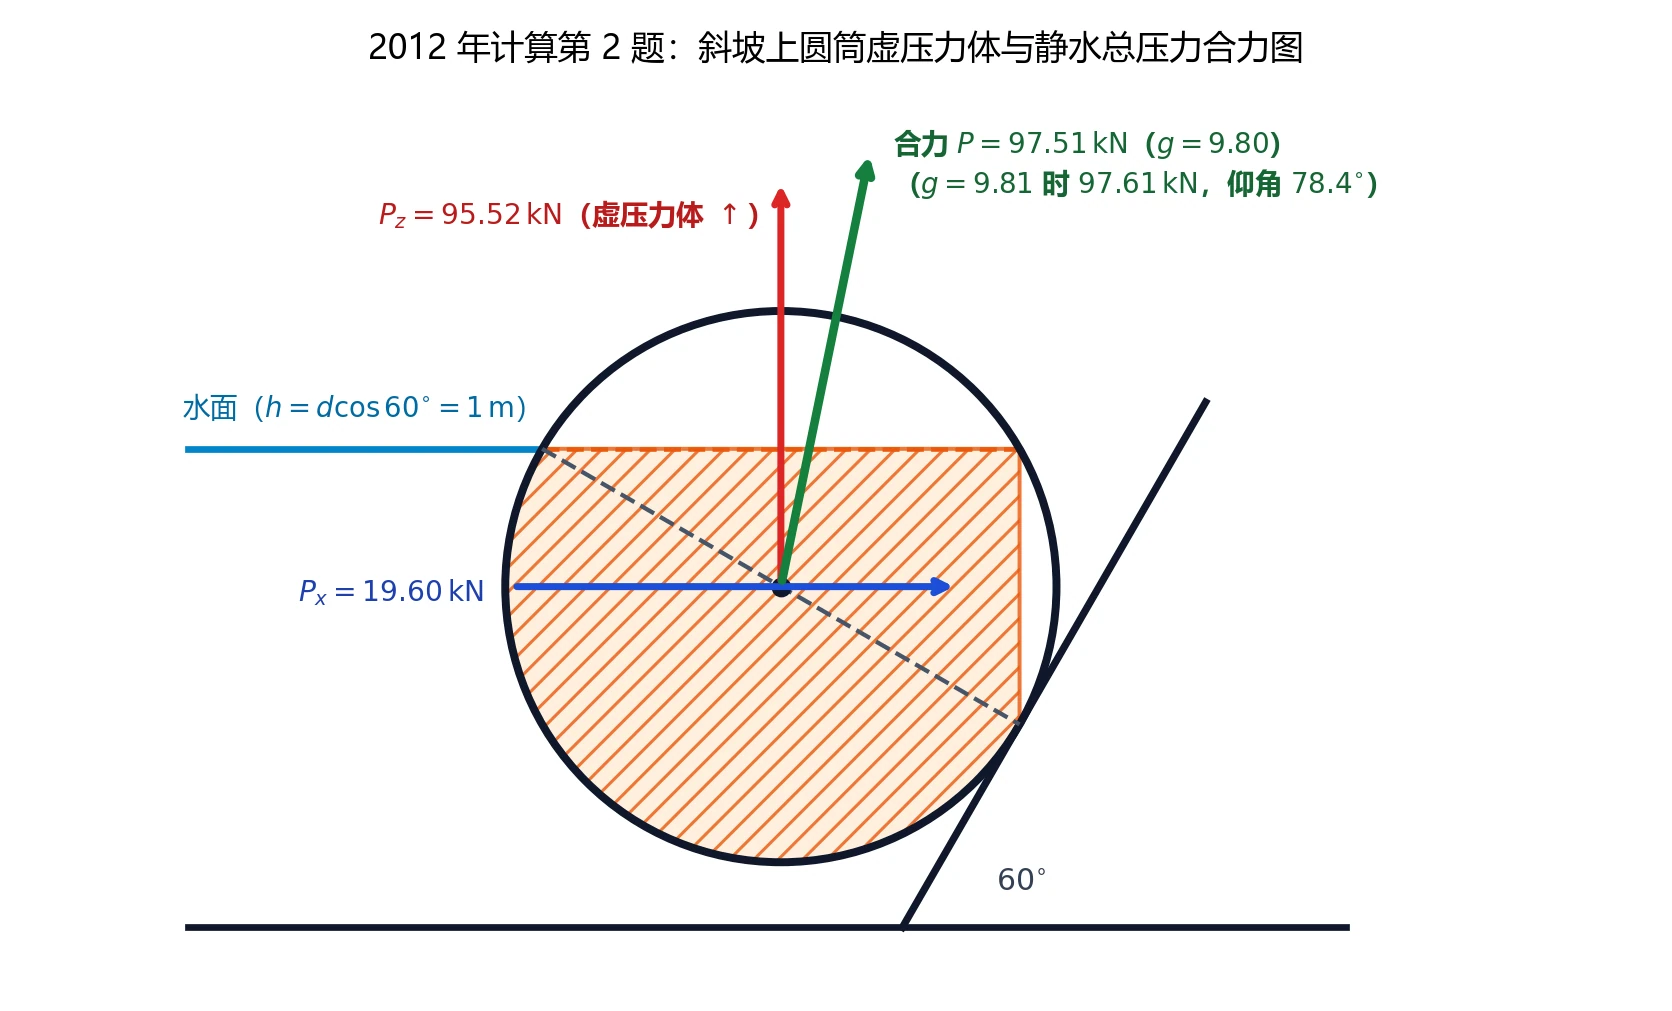 2012 年计算第 2 题：斜坡上圆筒虚压力体与静水总压力合力图
合力 P = 97.51 kN（g = 9.80）
（g = 9.81 时 97.61 kN，仰角 78.4°）
P_z = 95.52 kN（虚压力体 ↑）
水面（h = d cos 60° = 1 m）
P_x = 19.60 kN
60°